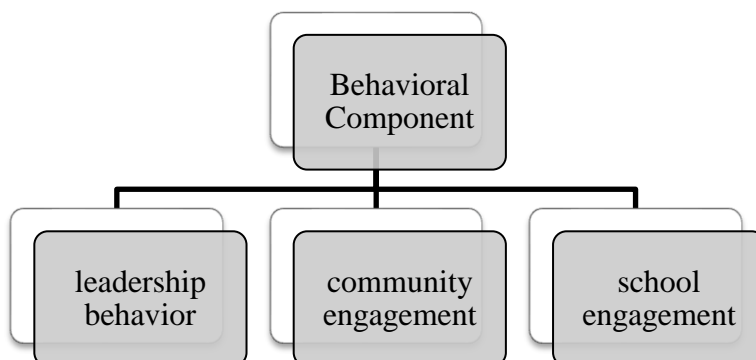 Behavioral
Component
leadership
behavior
community
engagement
school
engagement